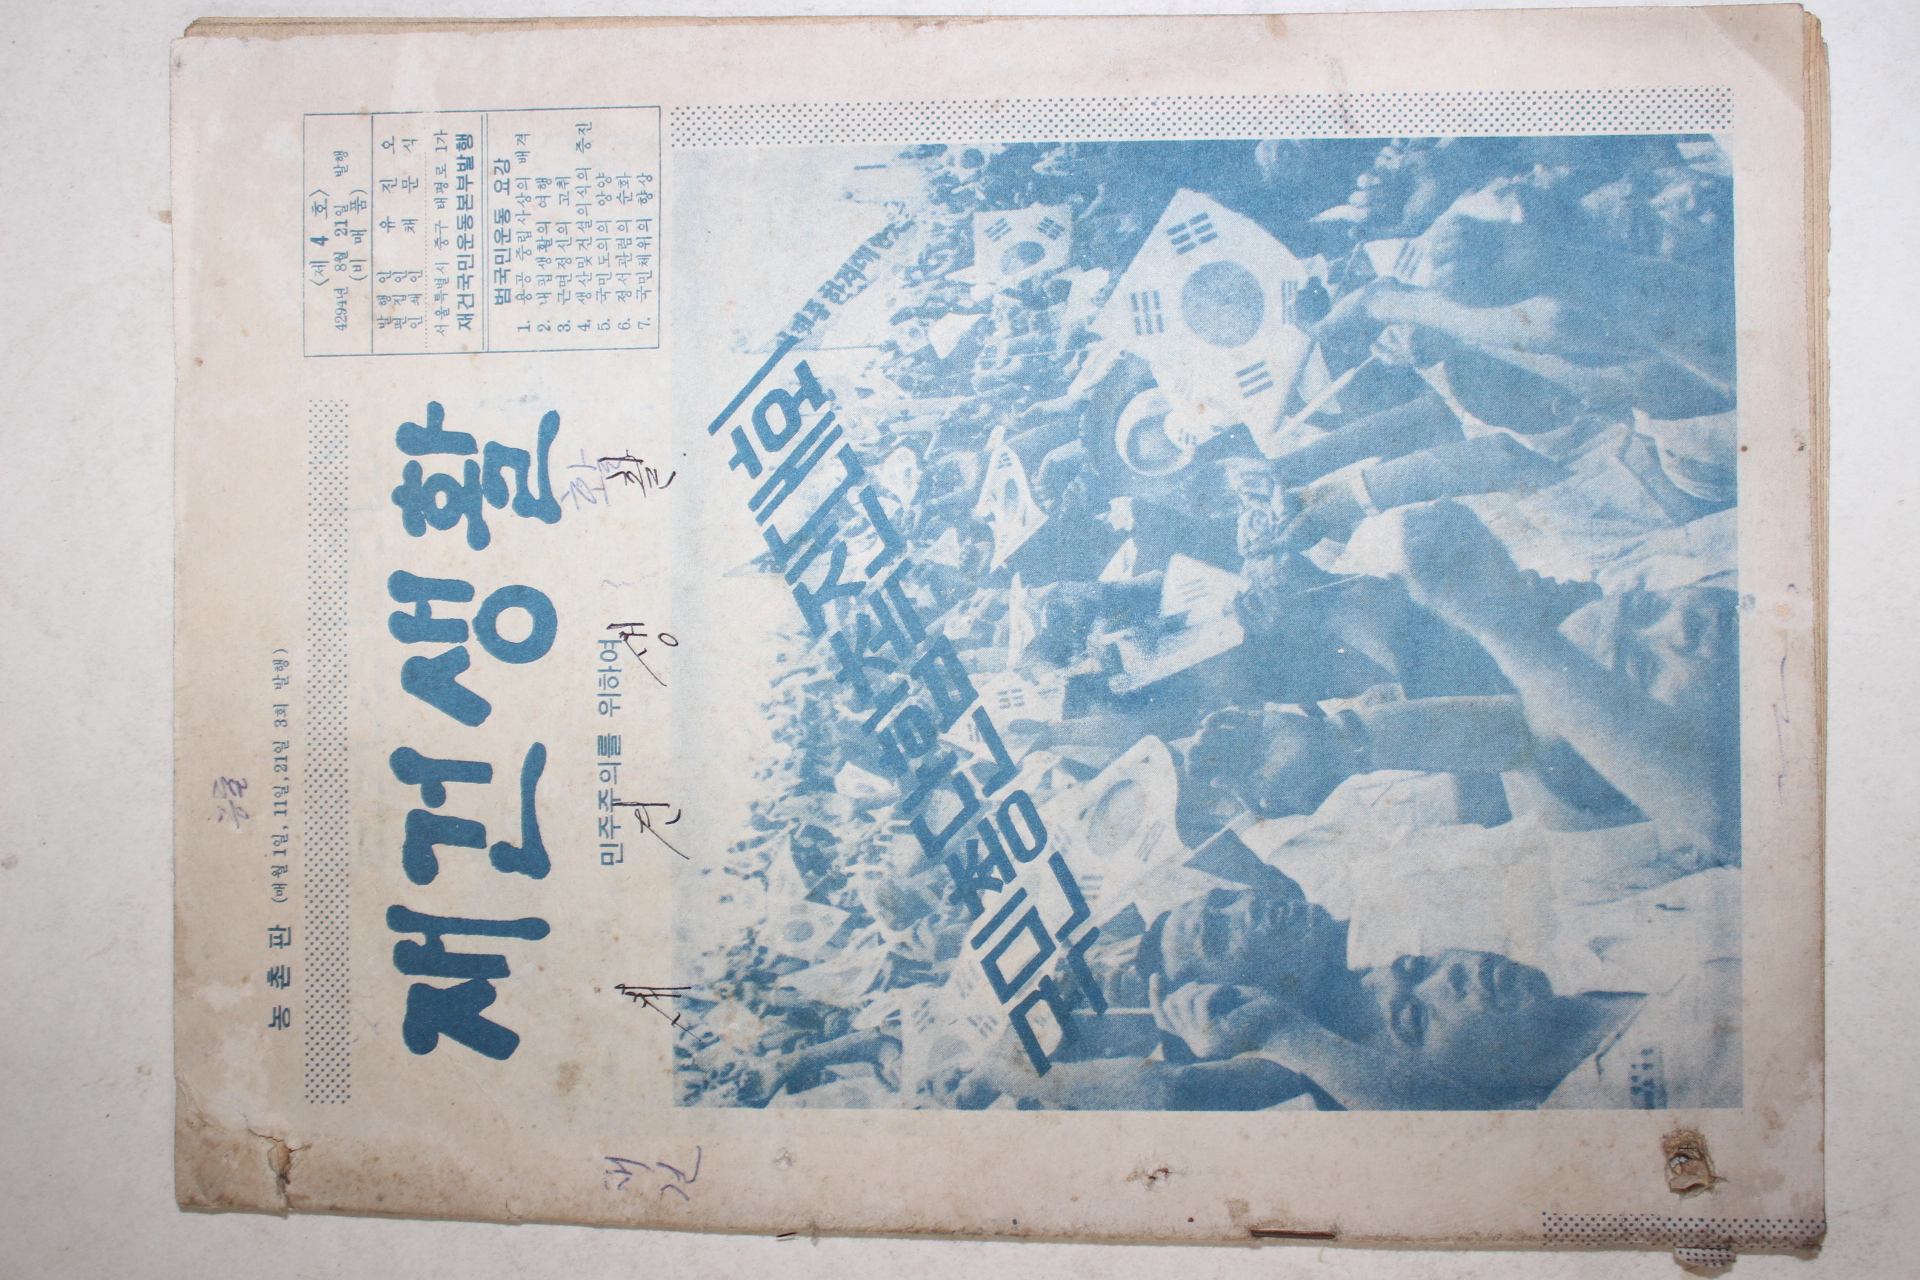 농촌판 (매월 1일, 11일, 21일 3회 발행)
재건생활
민주주의를 위하여
<제 4 호>
4294년 8월 21일 발행
(비 매 품)
발행인
편집인 유 진 오
인쇄인 채 문 식
서울특별시 중구 태평로 1가
재건국민운동본부발행
범국민운동 요강
1. 용공 중립사상의 배격
2. 내핍생활의 여행
3. 근면정신의 고취
4. 생산및건설의식의 증진
5. 국민도의의 앙양
6. 정서관념의 순화
7. 국민체위의 향상
재 건 생 활
재건